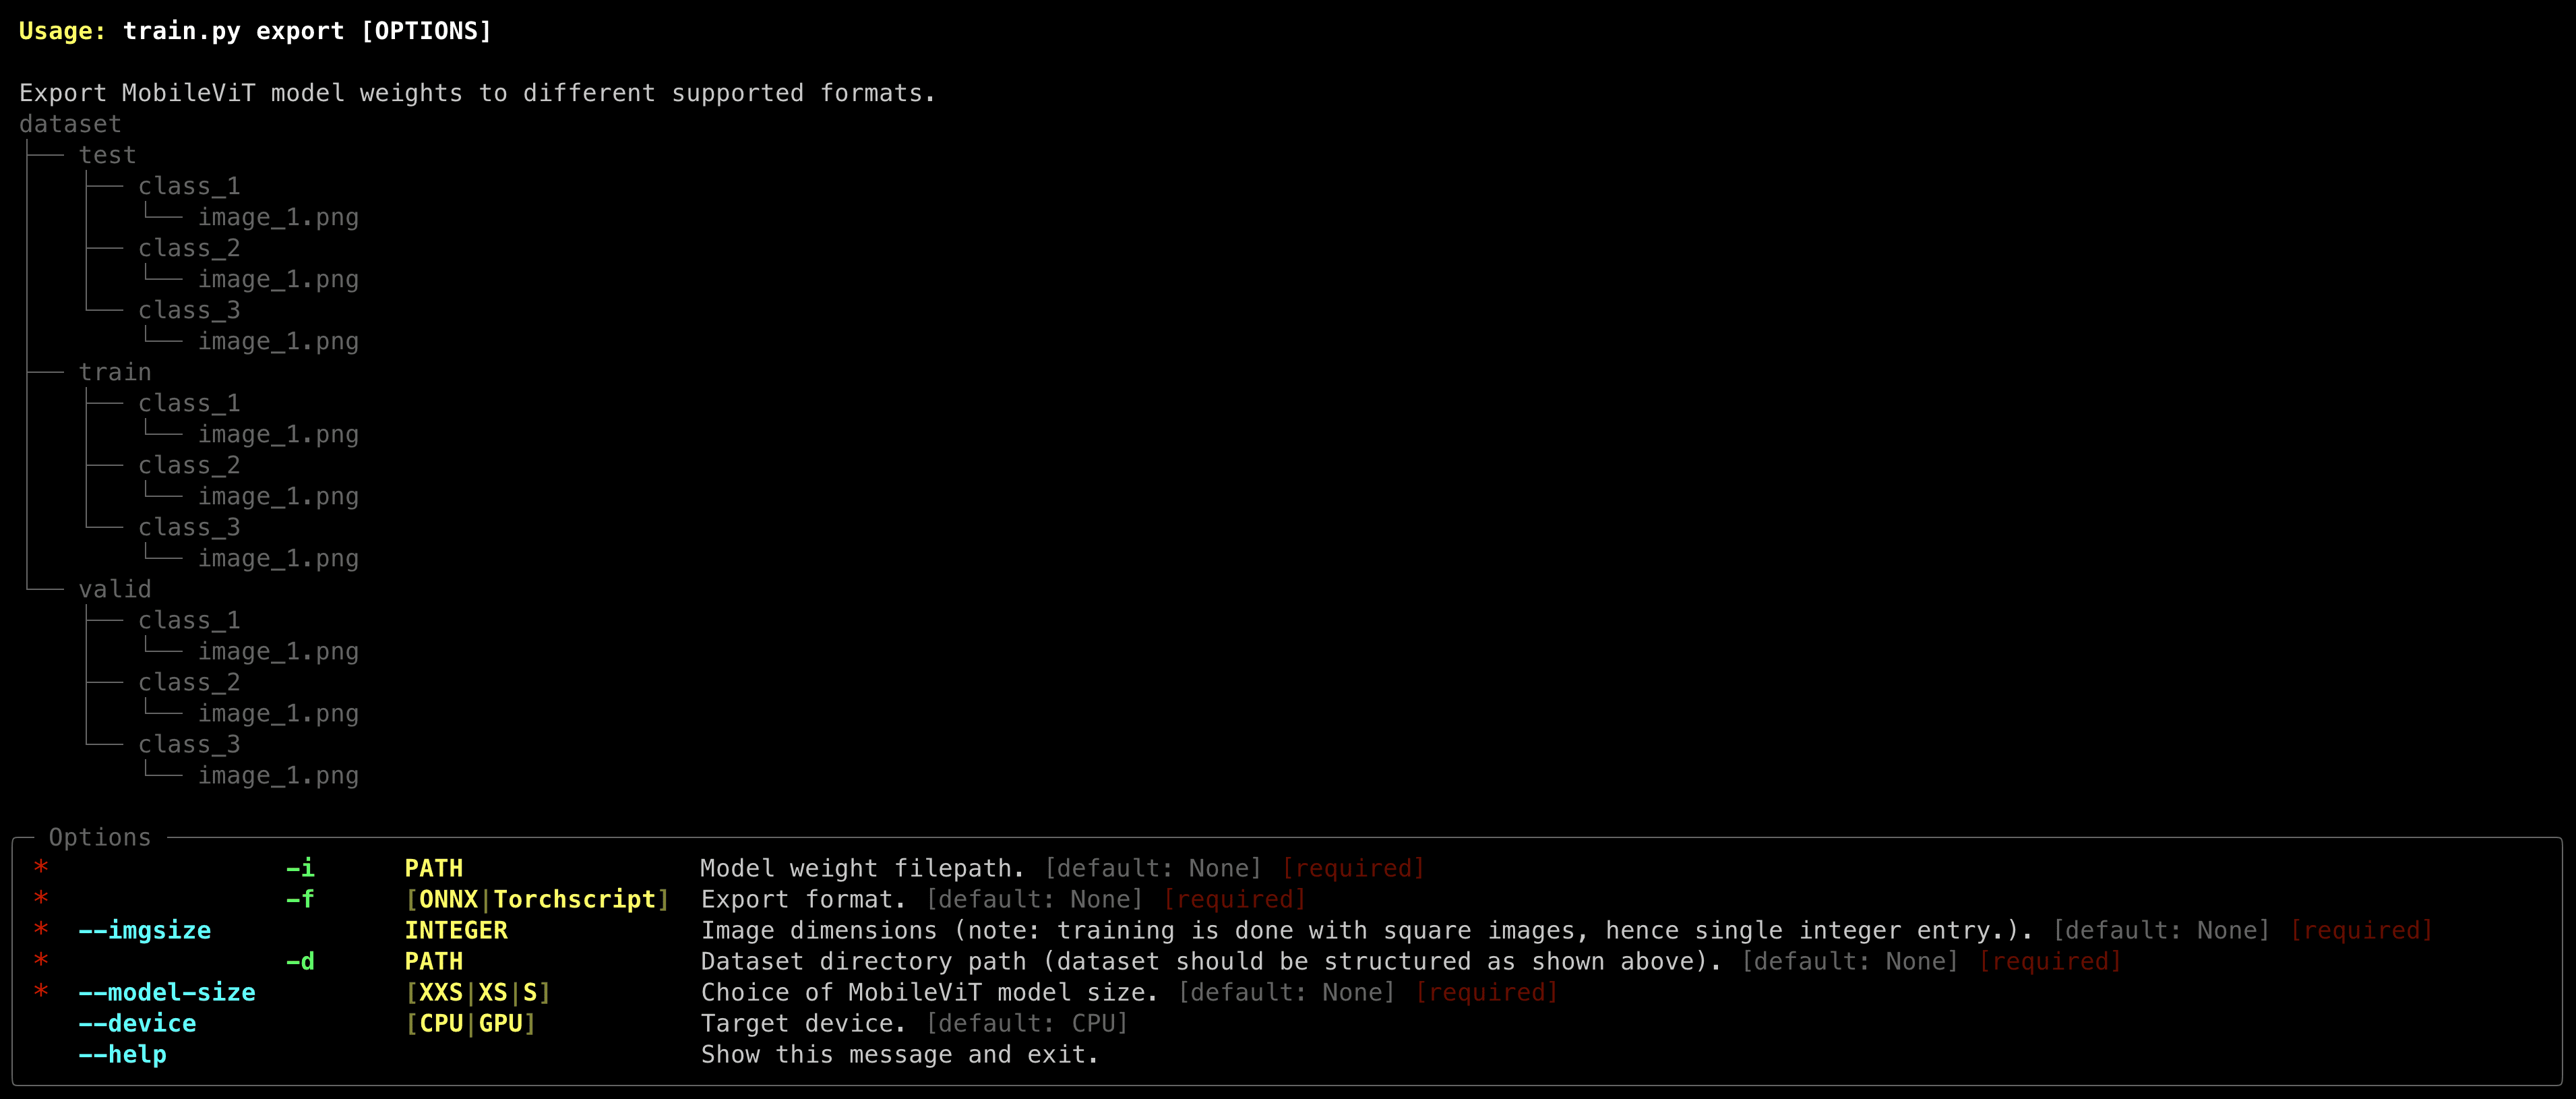 Usage: train.py export [OPTIONS]
Export MobileViT model weights to different supported formats.
dataset
├── test
│   ├── class_1
│   │   └── image_1.png
│   ├── class_2
│   │   └── image_1.png
│   └── class_3
│       └── image_1.png
├── train
│   ├── class_1
│   │   └── image_1.png
│   ├── class_2
│   │   └── image_1.png
│   └── class_3
│       └── image_1.png
└── valid
    ├── class_1
    │   └── image_1.png
    ├── class_2
    │   └── image_1.png
    └── class_3
        └── image_1.png
Options
* -i PATH Model weight filepath. [default: None] [required]
* -f [ONNX|Torchscript] Export format. [default: None] [required]
* --imgsize INTEGER Image dimensions (note: training is done with square images, hence single integer entry.). [default: None] [required]
* -d PATH Dataset directory path (dataset should be structured as shown above). [default: None] [required]
* --model-size [XXS|XS|S] Choice of MobileViT model size. [default: None] [required]
--device [CPU|GPU] Target device. [default: CPU]
--help Show this message and exit.